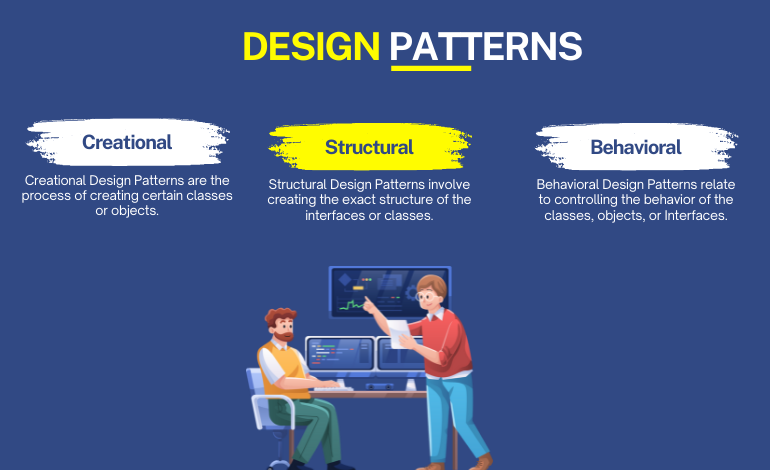 DESIGN PATTERNS
Creational
Creational Design Patterns are the
process of creating certain classes
or objects.
Structural
Structural Design Patterns involve
creating the exact structure of the
interfaces or classes.
Behavioral
Behavioral Design Patterns relate
to controlling the behavior of the
classes, objects, or Interfaces.